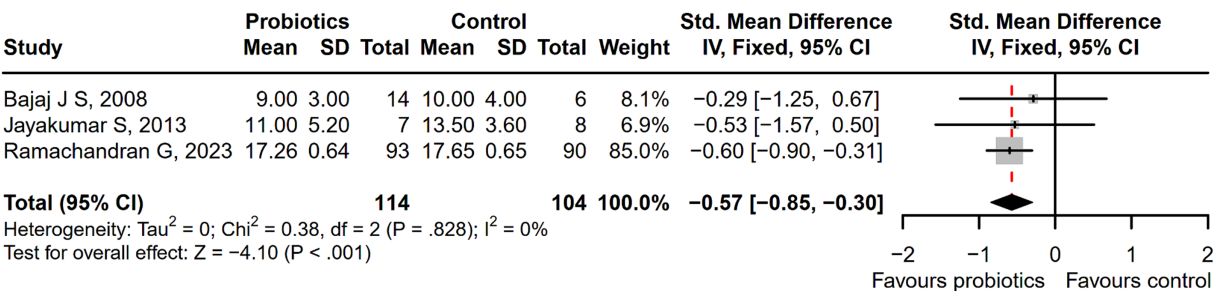 Probiotics Control Std. Mean Difference Std. Mean Difference
Study Mean SD Total Mean SD Total Weight IV, Fixed, 95% CI IV, Fixed, 95% CI
Bajaj J S, 2008 9.00 3.00 14 10.00 4.00 6 8.1% −0.29 [−1.25, 0.67]
Jayakumar S, 2013 11.00 5.20 7 13.50 3.60 8 6.9% −0.53 [−1.57, 0.50]
Ramachandran G, 2023 17.26 0.64 93 17.65 0.65 90 85.0% −0.60 [−0.90, −0.31]
Total (95% CI) 114 104 100.0% −0.57 [−0.85, −0.30]
Heterogeneity: Tau² = 0; Chi² = 0.38, df = 2 (P = .828); I² = 0%
Test for overall effect: Z = −4.10 (P < .001)
−2 −1 0 1 2
Favours probiotics Favours control